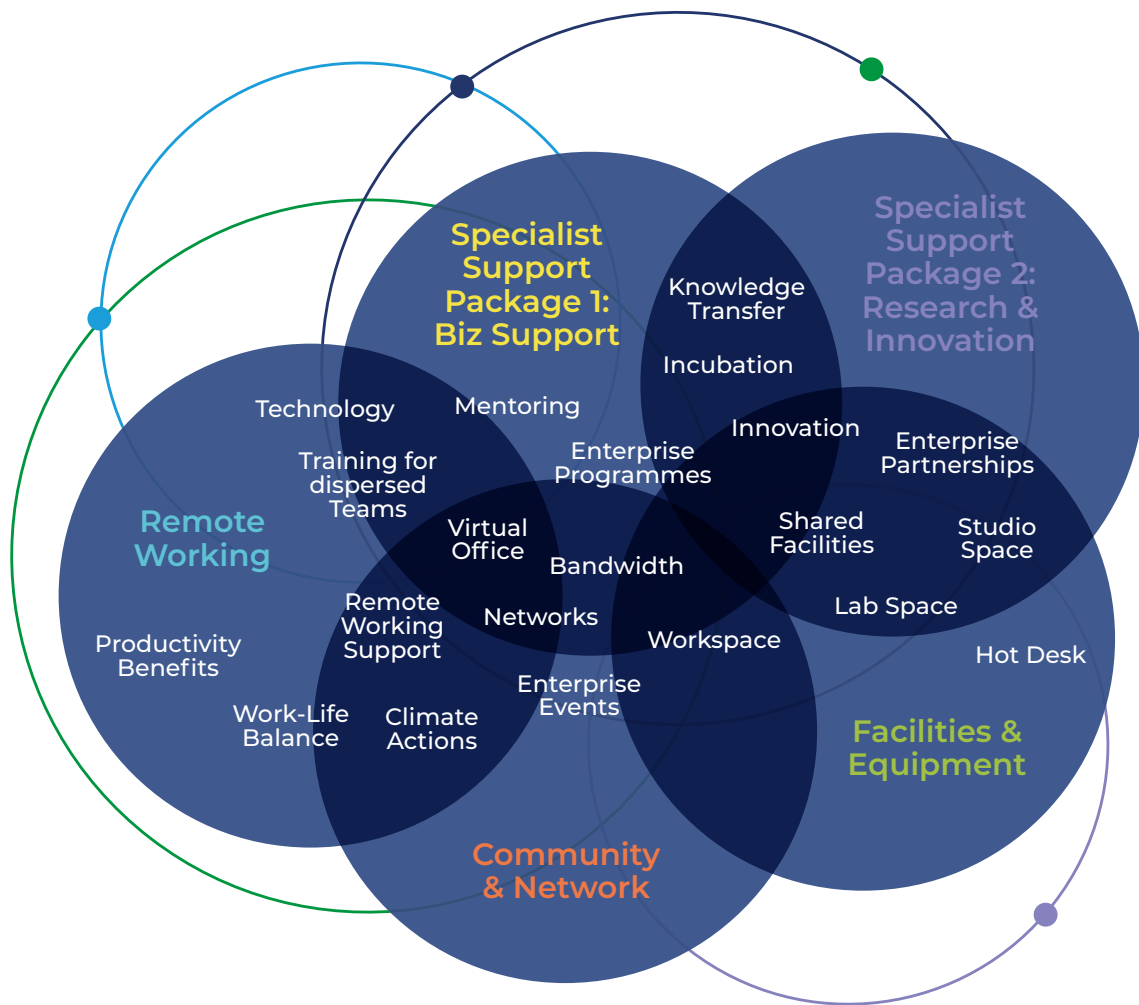 Specialist
Support
Package 1:
Biz Support
Specialist
Support
Package 2:
Research &
Innovation
Knowledge
Transfer
Incubation
Technology
Mentoring
Innovation
Enterprise
Partnerships
Enterprise
Programmes
Training for
dispersed
Teams
Remote
Working
Virtual
Office
Shared
Facilities
Studio
Space
Bandwidth
Remote
Working
Support
Networks
Lab Space
Workspace
Hot Desk
Productivity
Benefits
Enterprise
Events
Work-Life
Balance
Climate
Actions
Facilities &
Equipment
Community
& Network